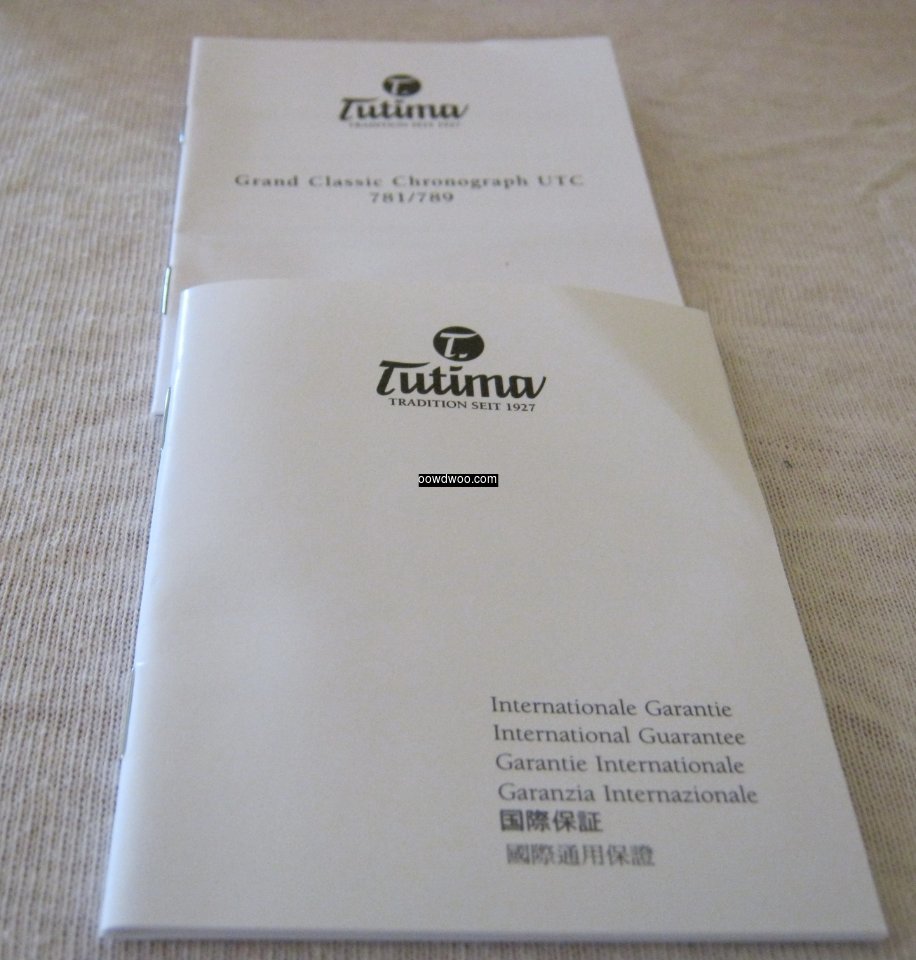 T.
Tutima
TRADITION SEIT 1927
Grand Classic Chronograph UTC
781/789
T.
Tutima
TRADITION SEIT 1927
oowdwoo.com
Internationale Garantie
International Guarantee
Garantie Internationale
Garanzia Internazionale
国際保証
國際通用保證